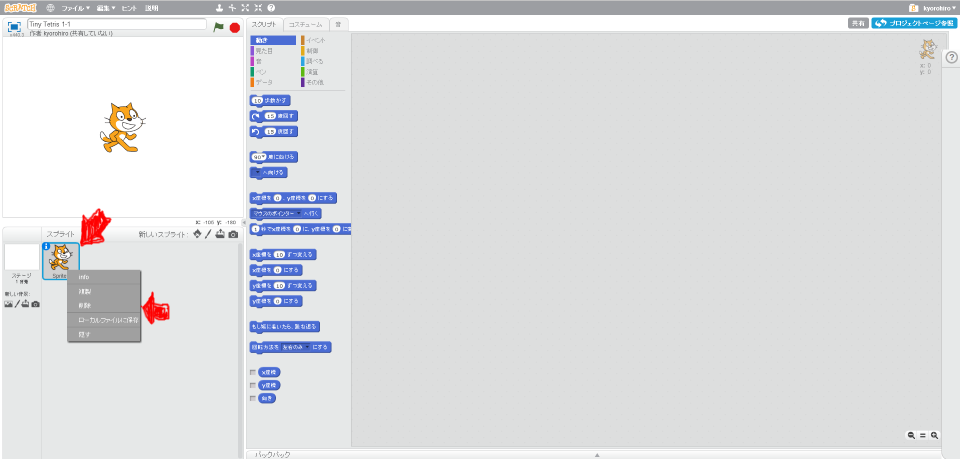 SCRATCH ファイル▼ 編集▼ ヒント 説明 kyorohiro▼
Tiny Tetris 1-1
作者 kyorohiro (共有していない)
スクリプト コスチューム 音
共有 プロジェクトページ参照
動き イベント
見た目 制御
音 調べる
ペン 演算
データ その他
x: 0
y: 0
10 歩動かす
15 度回す
15 度回す
90▼ 度に向ける
▼ へ向ける
x座標を 0 、y座標を 0 にする
マウスのポインター ▼ へ行く
1 秒でx座標を 0 に、y座標を 0 に
x座標を 10 ずつ変える
x座標を 0 にする
y座標を 10 ずつ変える
y座標を 0 にする
もし端に着いたら、跳ね返る
回転方法を 左右のみ ▼ にする
x座標
y座標
向き
x: -105 y: -180
スプライト 新しいスプライト:
ステージ
1 背景
新しい背景:
Sprite
info
複製
削除
ローカルファイルに保存
隠す
バックパック